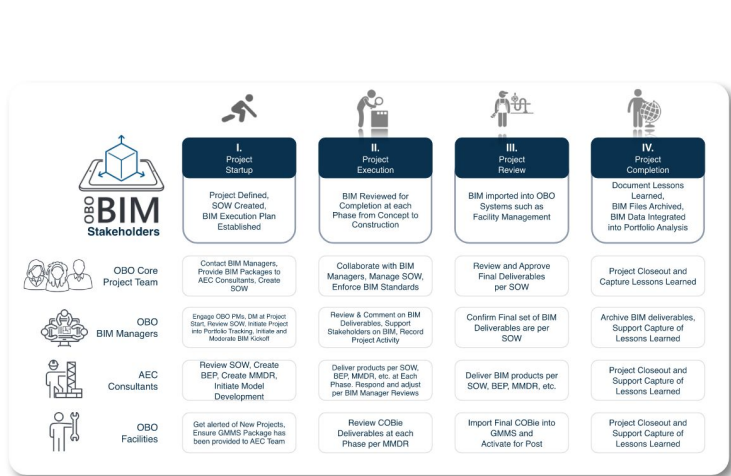 OBO BIM
Stakeholders
I.
Project
Startup
Project Defined,
SOW Created,
BIM Execution Plan
Established
II.
Project
Execution
BIM Reviewed for
Completion at each
Phase from Concept to
Construction
III.
Project
Review
BIM imported into OBO
Systems such as
Facility Management
IV.
Project
Completion
Document Lessons
Learned,
BIM Files Archived,
BIM Data Integrated
into Portfolio Analysis
OBO Core
Project Team
Contact BIM Managers,
Provide BIM Packages to
AEC Consultants, Create
SOW
Collaborate with BIM
Managers, Manage SOW,
Enforce BIM Standards
Review and Approve
Final Deliverables
per SOW
Project Closeout and
Capture Lessons Learned
OBO
BIM Managers
Engage OBO PMs, DM at Project
Start, Review SOW, Initiate Project
into Portfolio Tracking, Initiate and
Moderate BIM Kickoff
Review & Comment on BIM
Deliverables, Support
Stakeholders on BIM, Record
Project Activity
Confirm Final set of BIM
Deliverables are per
SOW
Archive BIM deliverables,
Support Capture of
Lessons Learned
AEC
Consultants
Review SOW, Create
BEP, Create MMDR,
Initiate Model
Development
Deliver products per SOW,
BEP, MMDR, etc. at Each
Phase. Respond and adjust
per BIM Manager Reviews
Deliver BIM products per
SOW, BEP, MMDR, etc.
Project Closeout and
Support Capture of
Lessons Learned
OBO
Facilities
Get alerted of New Projects,
Ensure GMMS Package has
been provided to AEC Team
Review COBie
Deliverables at each
Phase per MMDR
Import Final COBie into
GMMS and
Activate for Post
Project Closeout and
Support Capture of
Lessons Learned